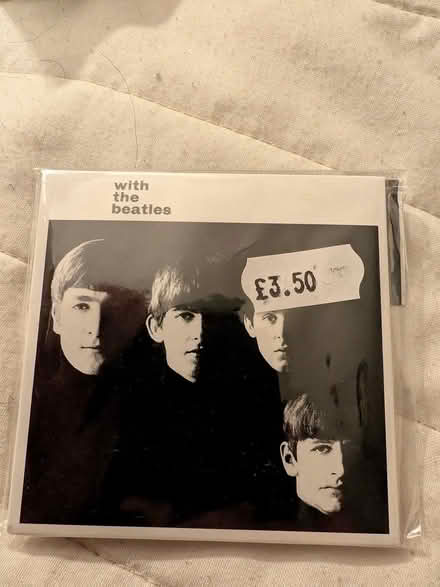 with
the
beatles
£3.50